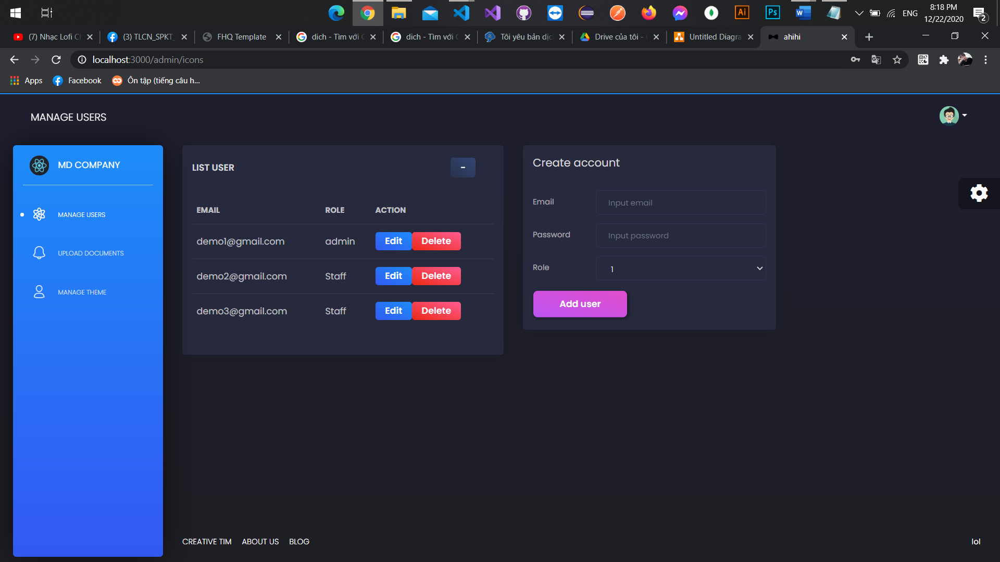 ENG
8:18 PM
12/22/2020
2
(7) Nhạc Lofi
(3) TLCN_SPKT_
FHQ Template
dich - Tìm với
dich - Tìm với
Tôi yêu bản dịc
Drive của tôi -
Untitled Diagra
ahihi
localhost:3000/admin/icons
Apps
Facebook
Ôn tập (tiếng câu h...
MANAGE USERS
MD COMPANY
MANAGE USERS
UPLOAD DOCUMENTS
MANAGE THEME
LIST USER
-
EMAIL ROLE ACTION
demo1@gmail.com admin Edit Delete
demo2@gmail.com Staff Edit Delete
demo3@gmail.com Staff Edit Delete
Create account
Email Input email
Password Input password
Role 1
Add user
CREATIVE TIM ABOUT US BLOG
lol